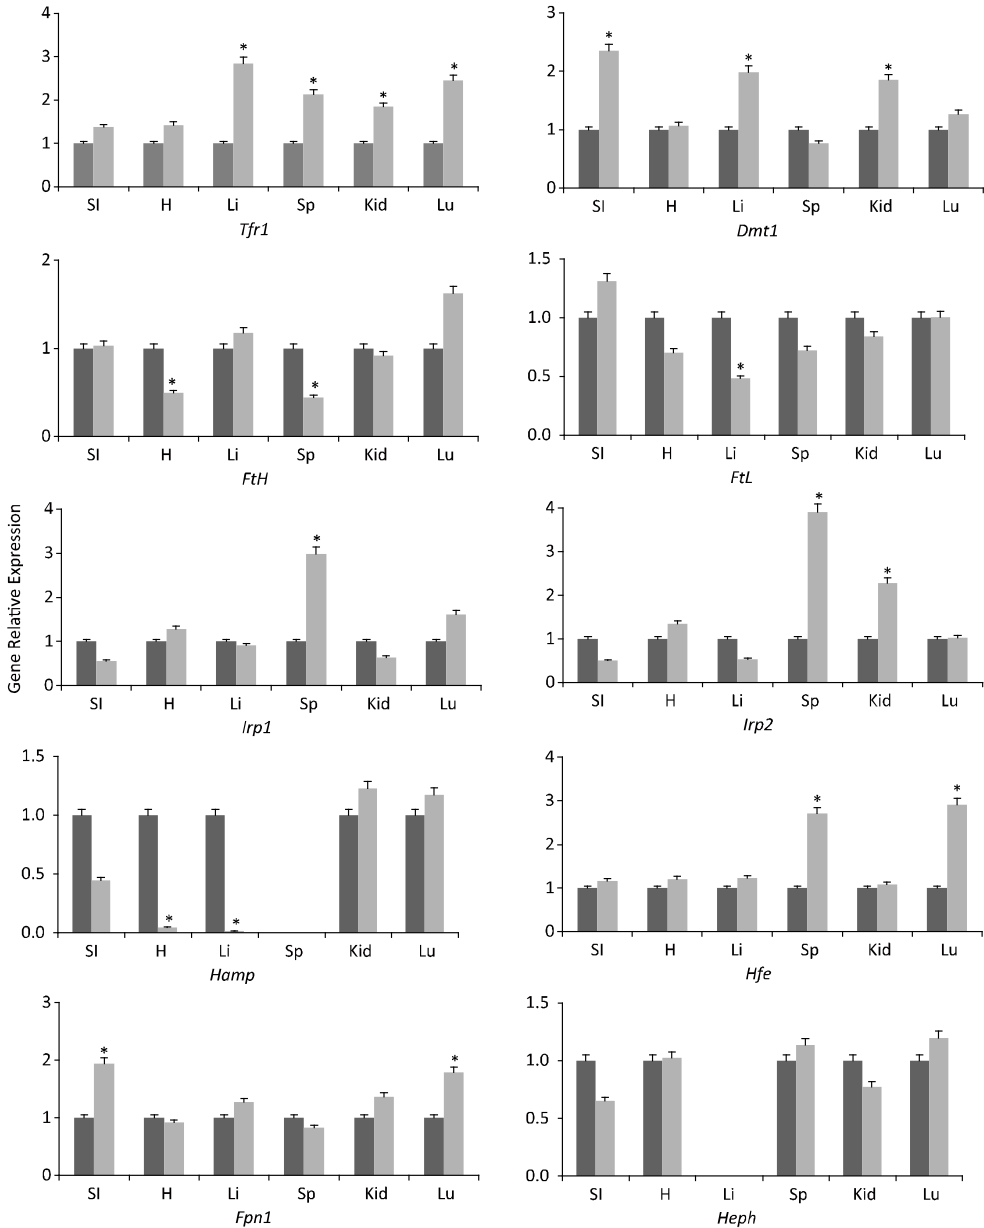 4
3
2
1
0
*
*
*
*
SI H Li Sp Kid Lu
Tfr1
3
2
1
0
*
*
*
SI H Li Sp Kid Lu
Dmt1
2
1
0
*
*
SI H Li Sp Kid Lu
FtH
1.5
1.0
0.5
0.0
*
SI H Li Sp Kid Lu
FtL
Gene Relative Expression
4
3
2
1
0
*
SI H Li Sp Kid Lu
Irp1
4
3
2
1
0
*
*
SI H Li Sp Kid Lu
Irp2
1.5
1.0
0.5
0.0
*
*
SI H Li Sp Kid Lu
Hamp
4
3
2
1
0
*
*
SI H Li Sp Kid Lu
Hfe
3
2
1
0
*
*
SI H Li Sp Kid Lu
Fpn1
1.5
1.0
0.5
0.0
SI H Li Sp Kid Lu
Heph